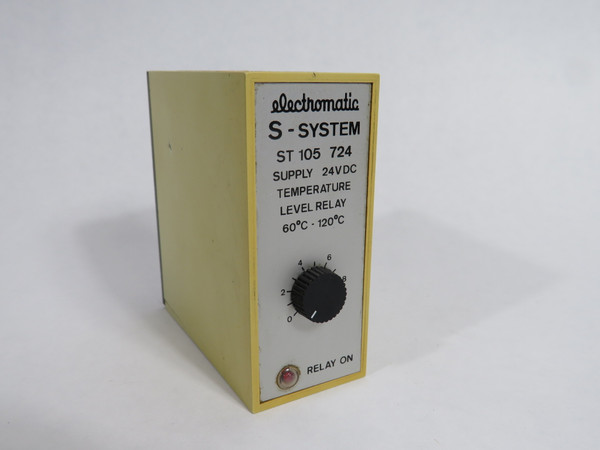 electromatic
S-SYSTEM
ST 105 724
SUPPLY 24VDC
TEMPERATURE
LEVEL RELAY
60°C - 120°C
0
2
4
6
8
RELAY ON